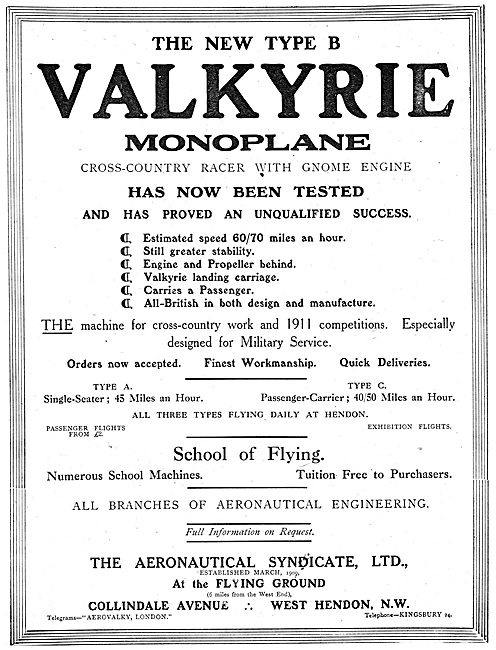 THE NEW TYPE B
VALKYRIE
MONOPLANE
CROSS-COUNTRY RACER WITH GNOME ENGINE
HAS NOW BEEN TESTED
AND HAS PROVED AN UNQUALIFIED SUCCESS.
¶ Estimated speed 60/70 miles an hour.
¶ Still greater stability.
¶ Engine and Propeller behind.
¶ Valkyrie landing carriage.
¶ Carries a Passenger.
¶ All-British in both design and manufacture.
THE machine for cross-country work and 1911 competitions. Especially
designed for Military Service.
Orders now accepted. Finest Workmanship. Quick Deliveries.
TYPE A. TYPE C.
Single-Seater; 45 Miles an Hour. Passenger-Carrier; 40/50 Miles an Hour.
ALL THREE TYPES FLYING DAILY AT HENDON.
PASSENGER FLIGHTS EXHIBITION FLIGHTS.
FROM £2.
School of Flying.
Numerous School Machines. Tuition Free to Purchasers.
ALL BRANCHES OF AERONAUTICAL ENGINEERING.
Full Information on Request.
THE AERONAUTICAL SYNDICATE, LTD.,
ESTABLISHED MARCH, 1909,
At the FLYING GROUND
(6 miles from the West End),
COLLINDALE AVENUE ∴ WEST HENDON, N.W.
Telegrams—"AEROVALKY, LONDON." Telephone—KINGSBURY 24.